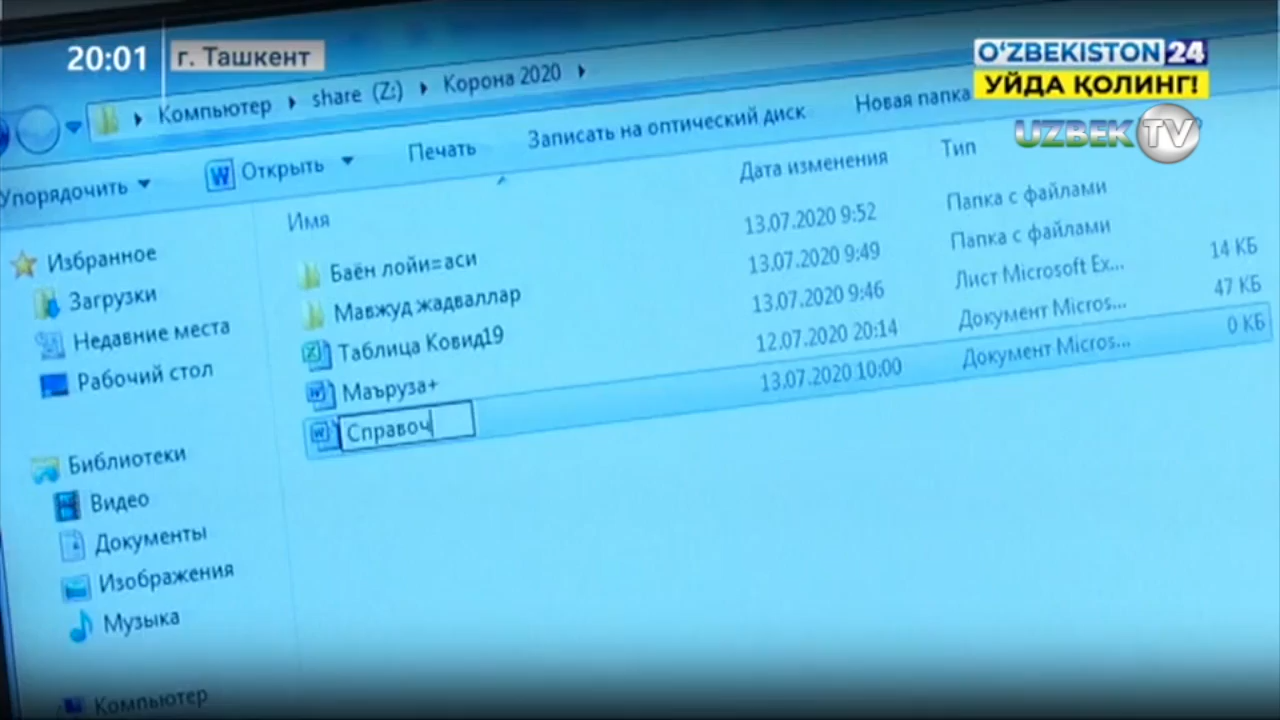 20:01
г. Ташкент
O‘ZBEKISTON 24
УЙДА ҚОЛИНГ!
UZBEK TV
Компьютер share (Z:) Корона 2020
Упорядочить Открыть Печать Записать на оптический диск Новая папка
Имя Дата изменения Тип
Баён лойи=аси 13.07.2020 9:52 Папка с файлами
Мавжуд жадваллар 13.07.2020 9:49 Папка с файлами
Таблица Ковид19 13.07.2020 9:46 Лист Microsoft Ex... 14 КБ
Маъруза+ 12.07.2020 20:14 Документ Micros... 47 КБ
Справоч 13.07.2020 10:00 Документ Micros... 0 КБ
Избранное
Загрузки
Недавние места
Рабочий стол
Библиотеки
Видео
Документы
Изображения
Музыка
Компьютер